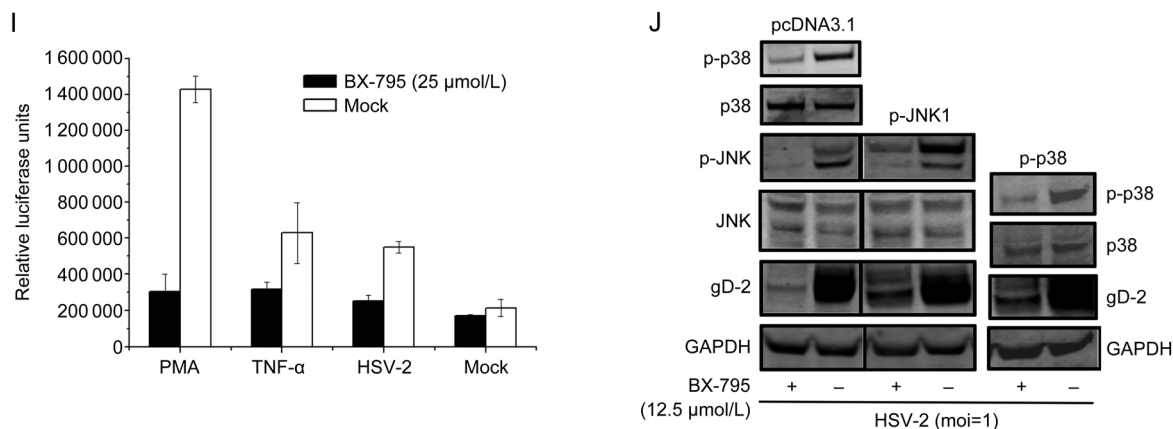 I
Relative luciferase units
1 600 000
1 400 000
1 200 000
1 000 000
800 000
600 000
400 000
200 000
0
BX-795 (25 μmol/L)
Mock
PMA
TNF-α
HSV-2
Mock
J
pcDNA3.1
p-p38
p38
p-JNK1
p-JNK
p-p38
p-p38
JNK
p38
gD-2
gD-2
GAPDH
GAPDH
BX-795 + – + – + –
(12.5 μmol/L)
HSV-2 (moi=1)